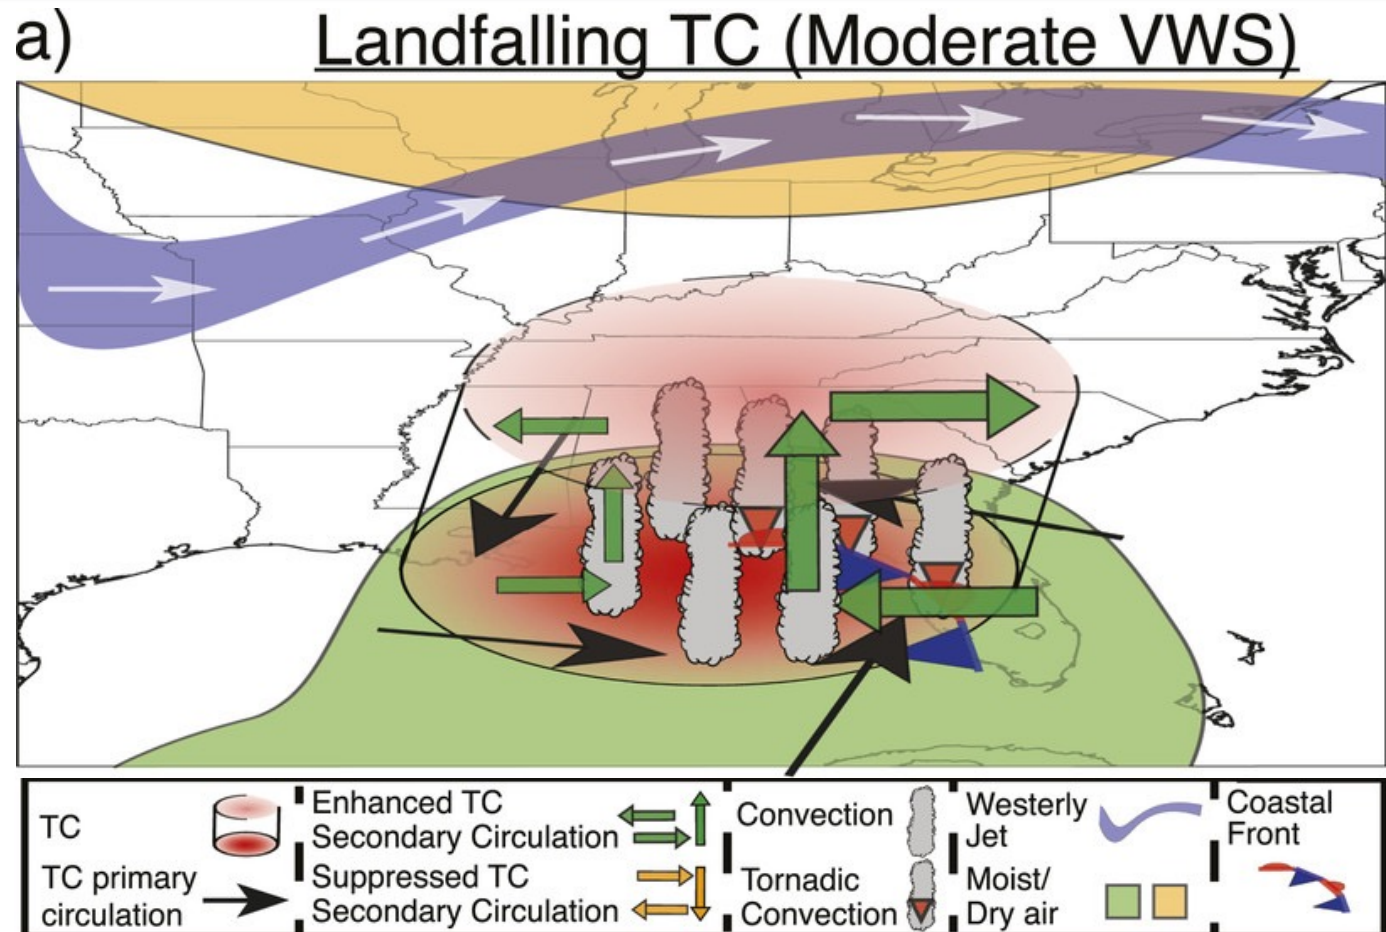 a)
Landfalling TC (Moderate VWS)
TC
TC primary
circulation
Enhanced TC
Secondary Circulation
Suppressed TC
Secondary Circulation
Convection
Tornadic
Convection
Westerly
Jet
Moist/
Dry air
Coastal
Front